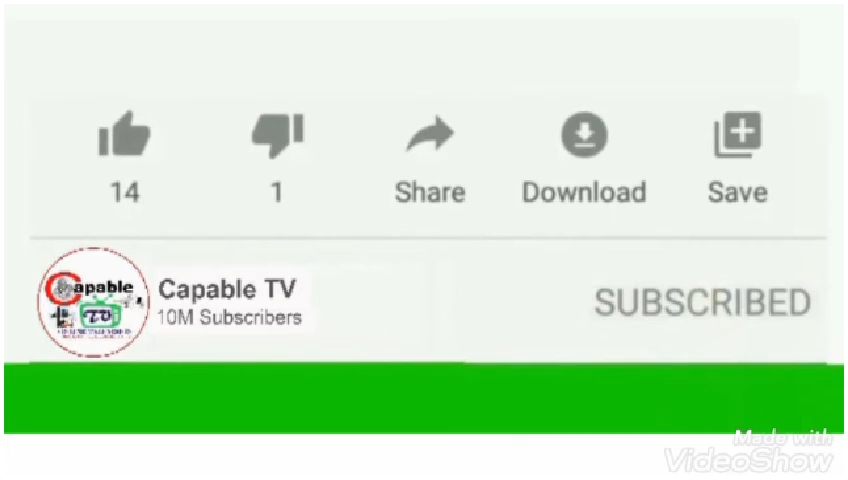 14
1
Share
Download
Save
Capable
TV
Capable TV
10M Subscribers
SUBSCRIBED
Made with
VideoShow